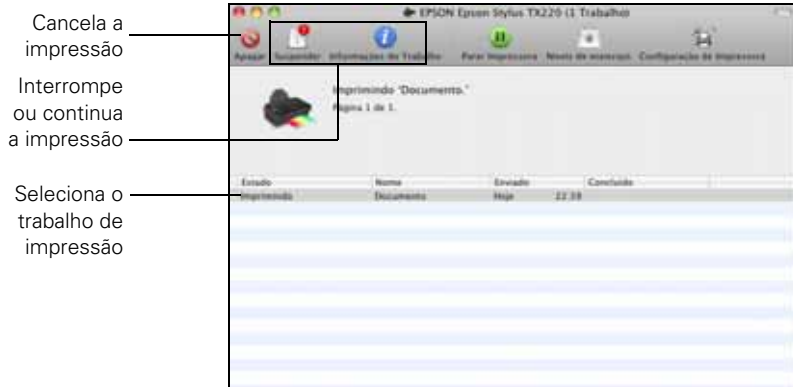 Cancela a
impressão
Interrompe
ou continua
a impressão
Seleciona o
trabalho de
impressão
EPSON Epson Stylus TX220 (1 Trabalho)
Apagar Suspender Informações do Trabalho Parar Impressora Níveis de materiais Configuração da Impressora
Imprimindo "Documento."
Página 1 de 1.
Estado Nome Enviado Concluído
Imprimindo Documento Hoje 22:39